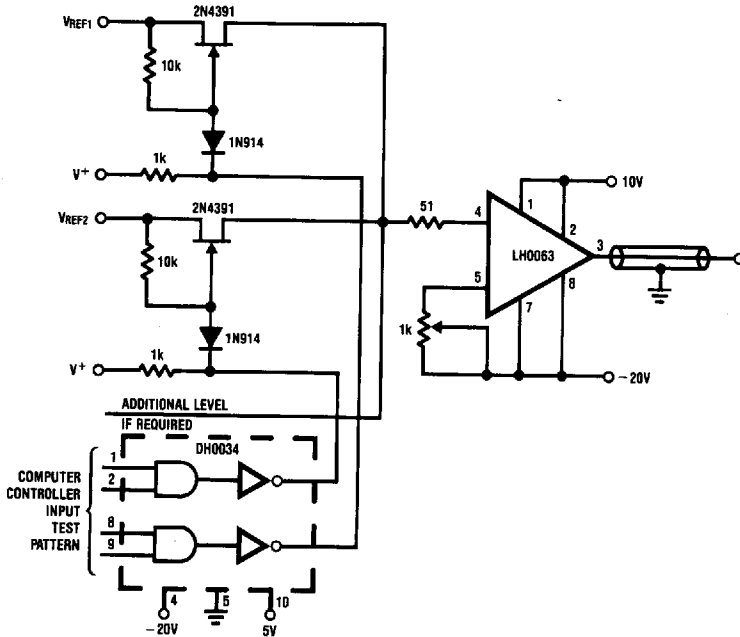 2N4391
VREF1
10k
1N914
1k
V+
2N4391
VREF2
10k
1N914
1k
V+
51
4
1
10V
2
LH0063
3
5
8
7
1k
-20V
ADDITIONAL LEVEL
IF REQUIRED
DH0034
1
2
COMPUTER
CONTROLLER
INPUT
TEST
PATTERN
8
9
4
5
10
-20V
5V